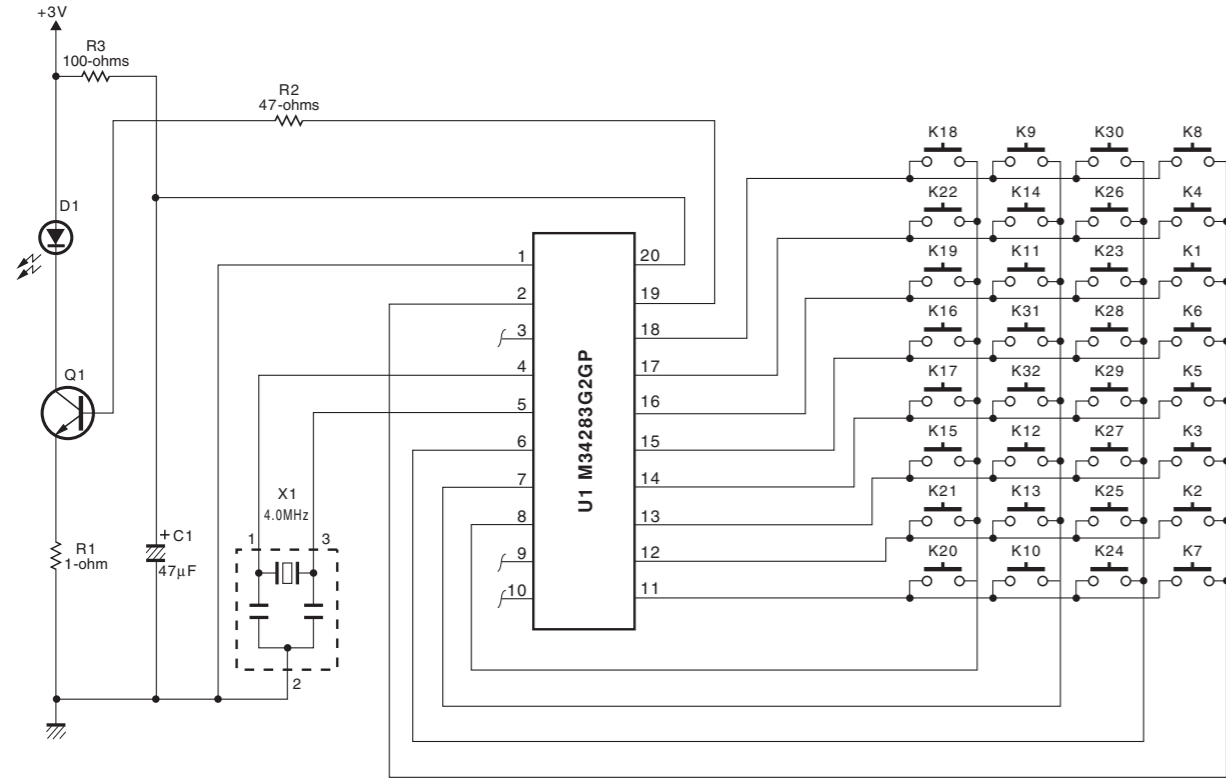 +3V
R3
100-ohms
R2
47-ohms
K18 K9 K30 K8
K22 K14 K26 K4
D1
K19 K11 K23 K1
1 20
2 19
3 18
K16 K31 K28 K6
U1 M34283G2GP
4 17
Q1
K17 K32 K29 K5
5 16
6 15
K15 K12 K27 K3
7 14
X1
4.0MHz
8 13
K21 K13 K25 K2
+C1
47µF
R1
1-ohm
1 3
9 12
K20 K10 K24 K7
10 11
2